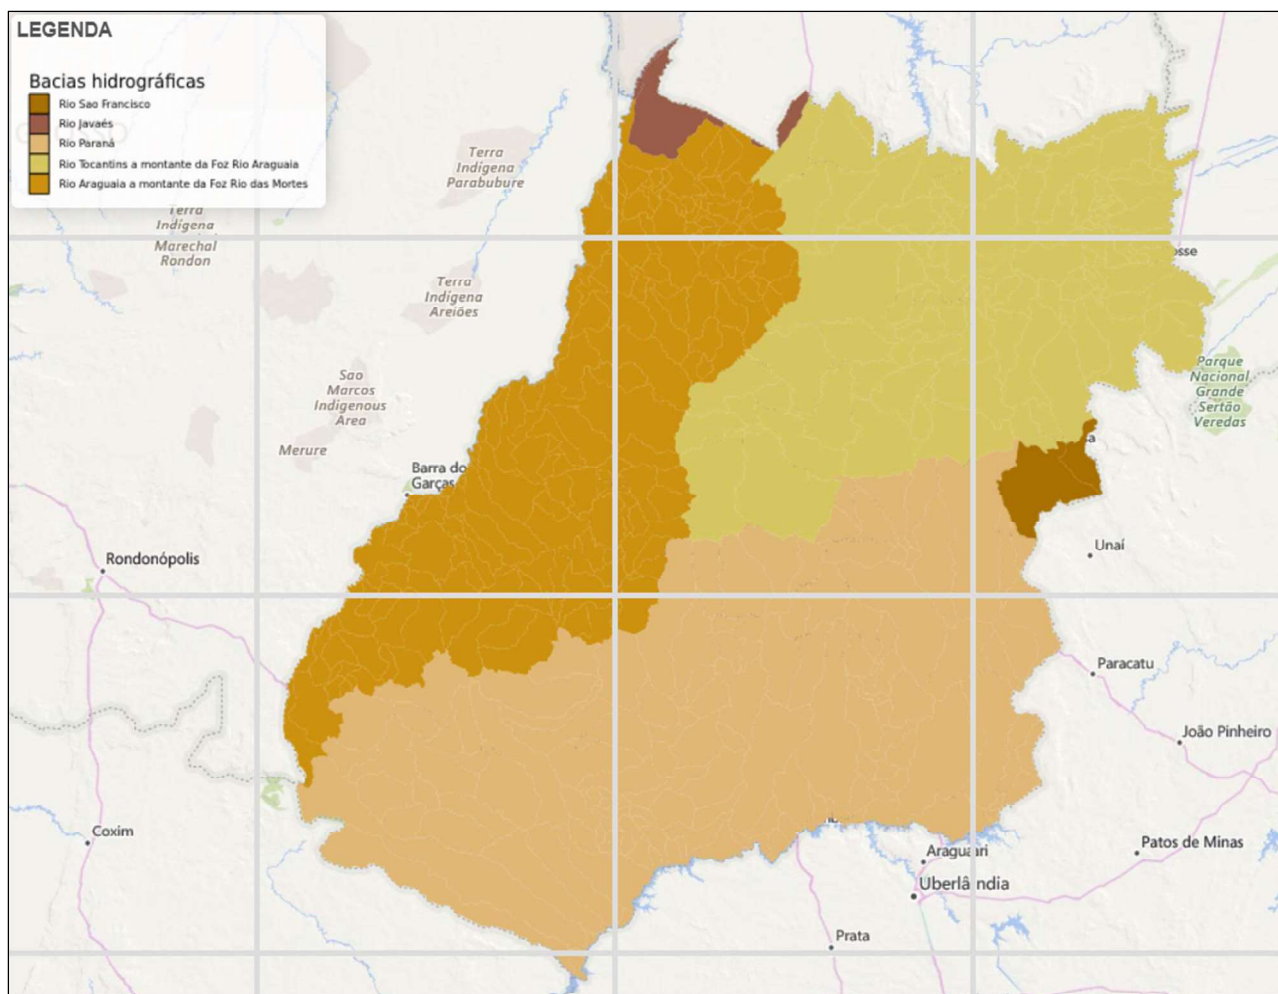 LEGENDA
Bacias hidrográficas
Rio Sao Francisco
Rio Javaés
Rio Paraná
Rio Tocantins a montante da Foz Rio Araguaia
Rio Araguaia a montante da Foz Rio das Mortes
Terra
Indígena
Parabubure
Terra
Indígena
Marechal
Rondon
osse
Terra
Indígena
Areiões
Sao
Marcos
Indigenous
Area
Parque
Nacional
Grande
Sertão
Veredas
Merure
Barra do
Garças
Unaí
Rondonópolis
Paracatu
João Pinheiro
Coxim
Araguari
Patos de Minas
Uberlândia
Prata